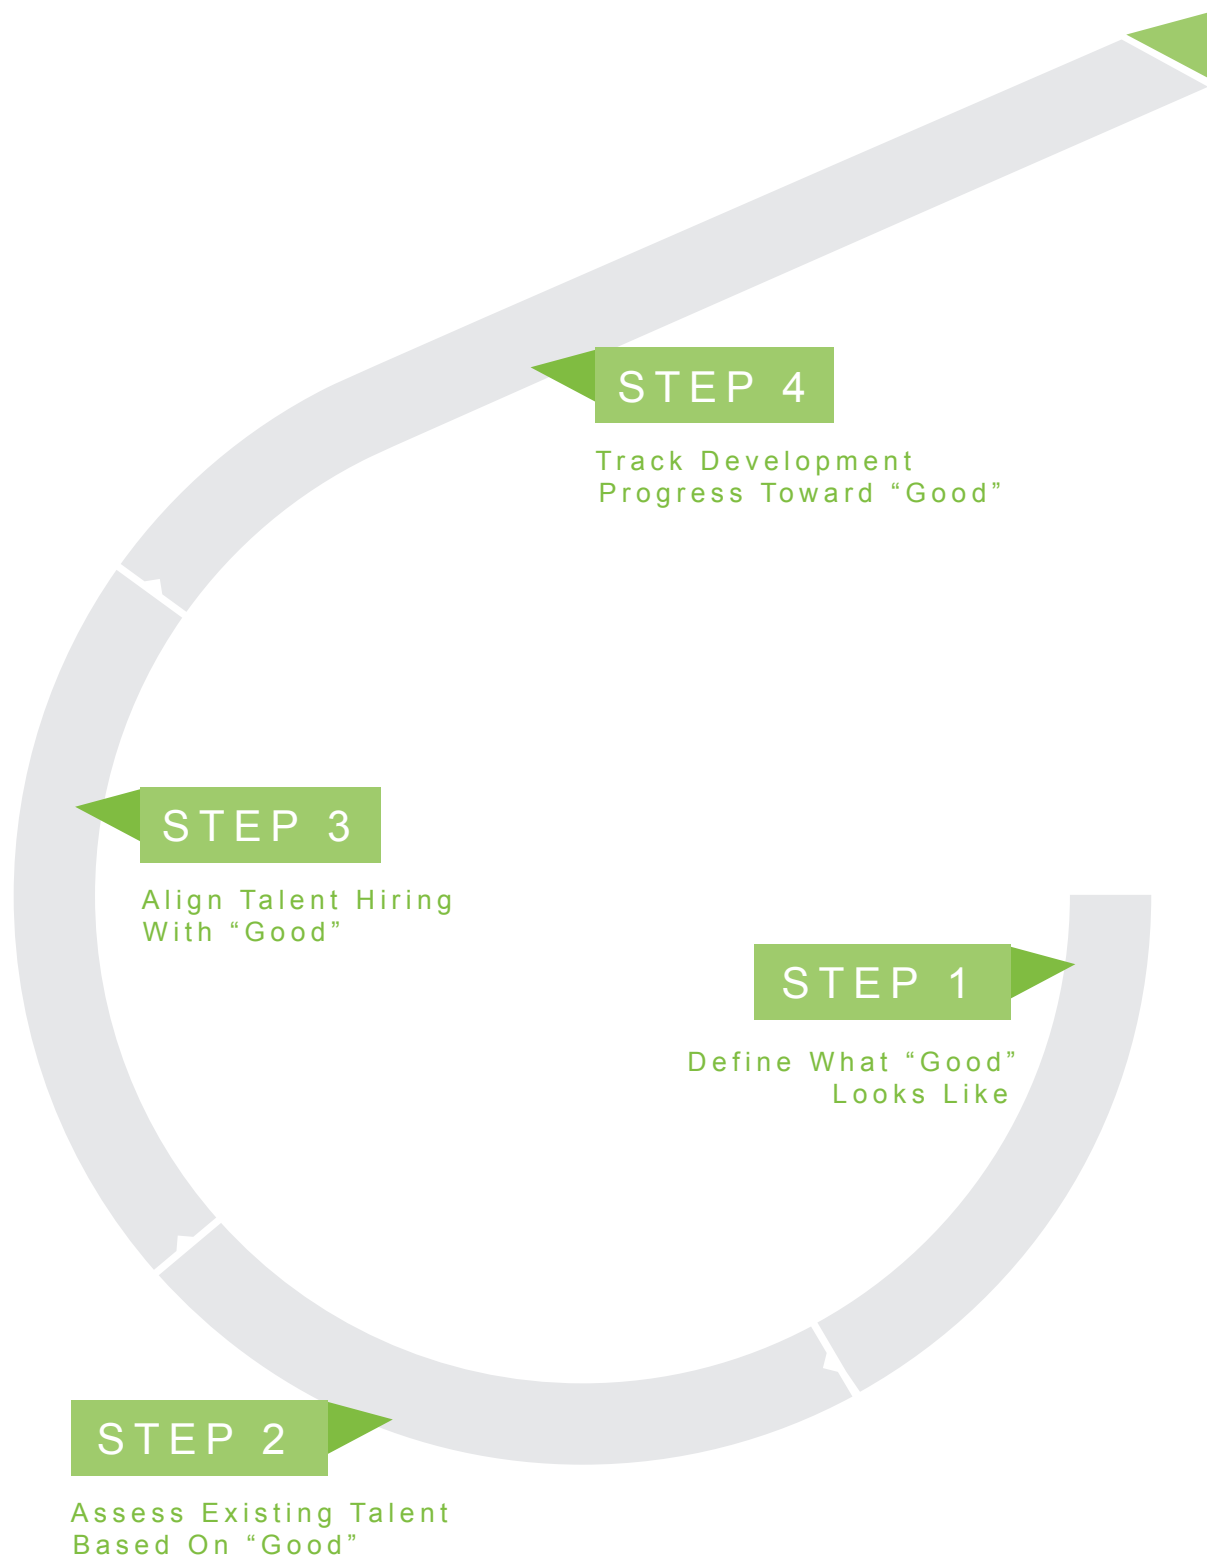 STEP 4
Track Development
Progress Toward “Good”
STEP 3
Align Talent Hiring
With “Good”
STEP 1
Define What “Good”
Looks Like
STEP 2
Assess Existing Talent
Based On “Good”